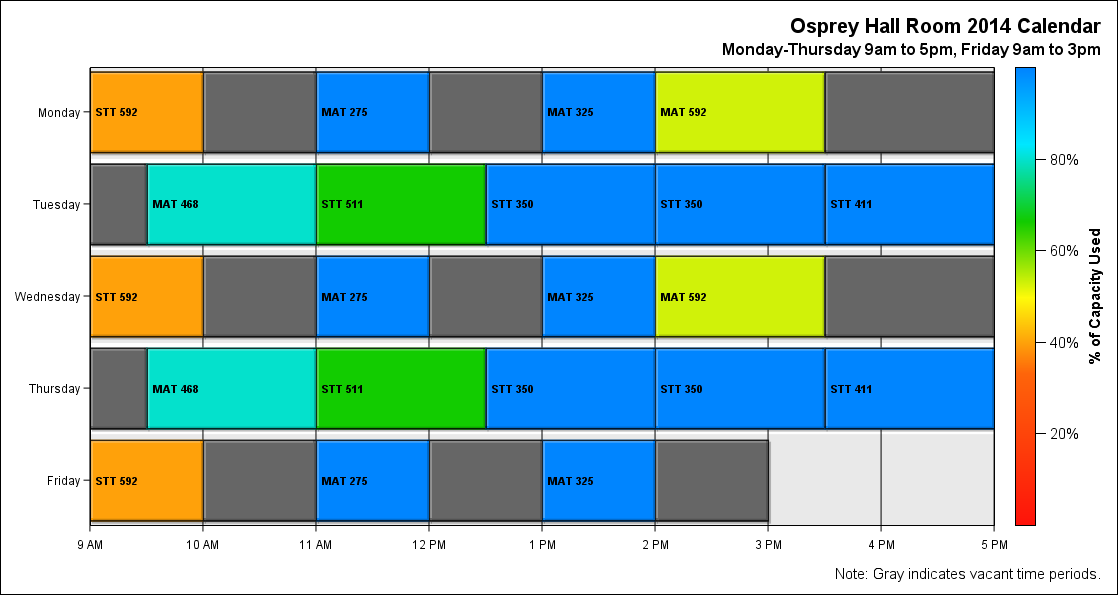 Osprey Hall Room 2014 Calendar
Monday-Thursday 9am to 5pm, Friday 9am to 3pm
Monday
STT 592
MAT 275
MAT 325
MAT 592
Tuesday
MAT 468
STT 511
STT 350
STT 350
STT 411
Wednesday
STT 592
MAT 275
MAT 325
MAT 592
Thursday
MAT 468
STT 511
STT 350
STT 350
STT 411
Friday
STT 592
MAT 275
MAT 325
9 AM
10 AM
11 AM
12 PM
1 PM
2 PM
3 PM
4 PM
5 PM
80%
60%
40%
20%
% of Capacity Used
Note: Gray indicates vacant time periods.